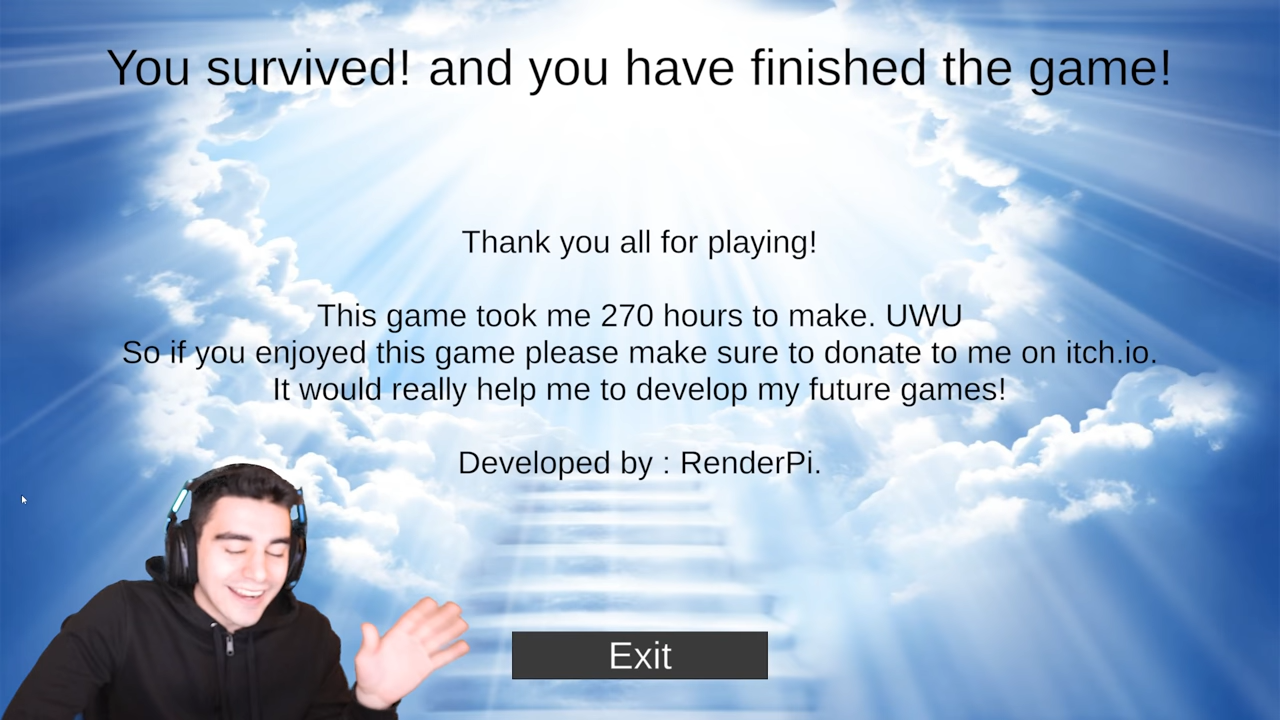 You survived! and you have finished the game!
Thank you all for playing!
This game took me 270 hours to make. UWU
So if you enjoyed this game please make sure to donate to me on itch.io.
It would really help me to develop my future games!
Developed by : RenderPi.
Exit